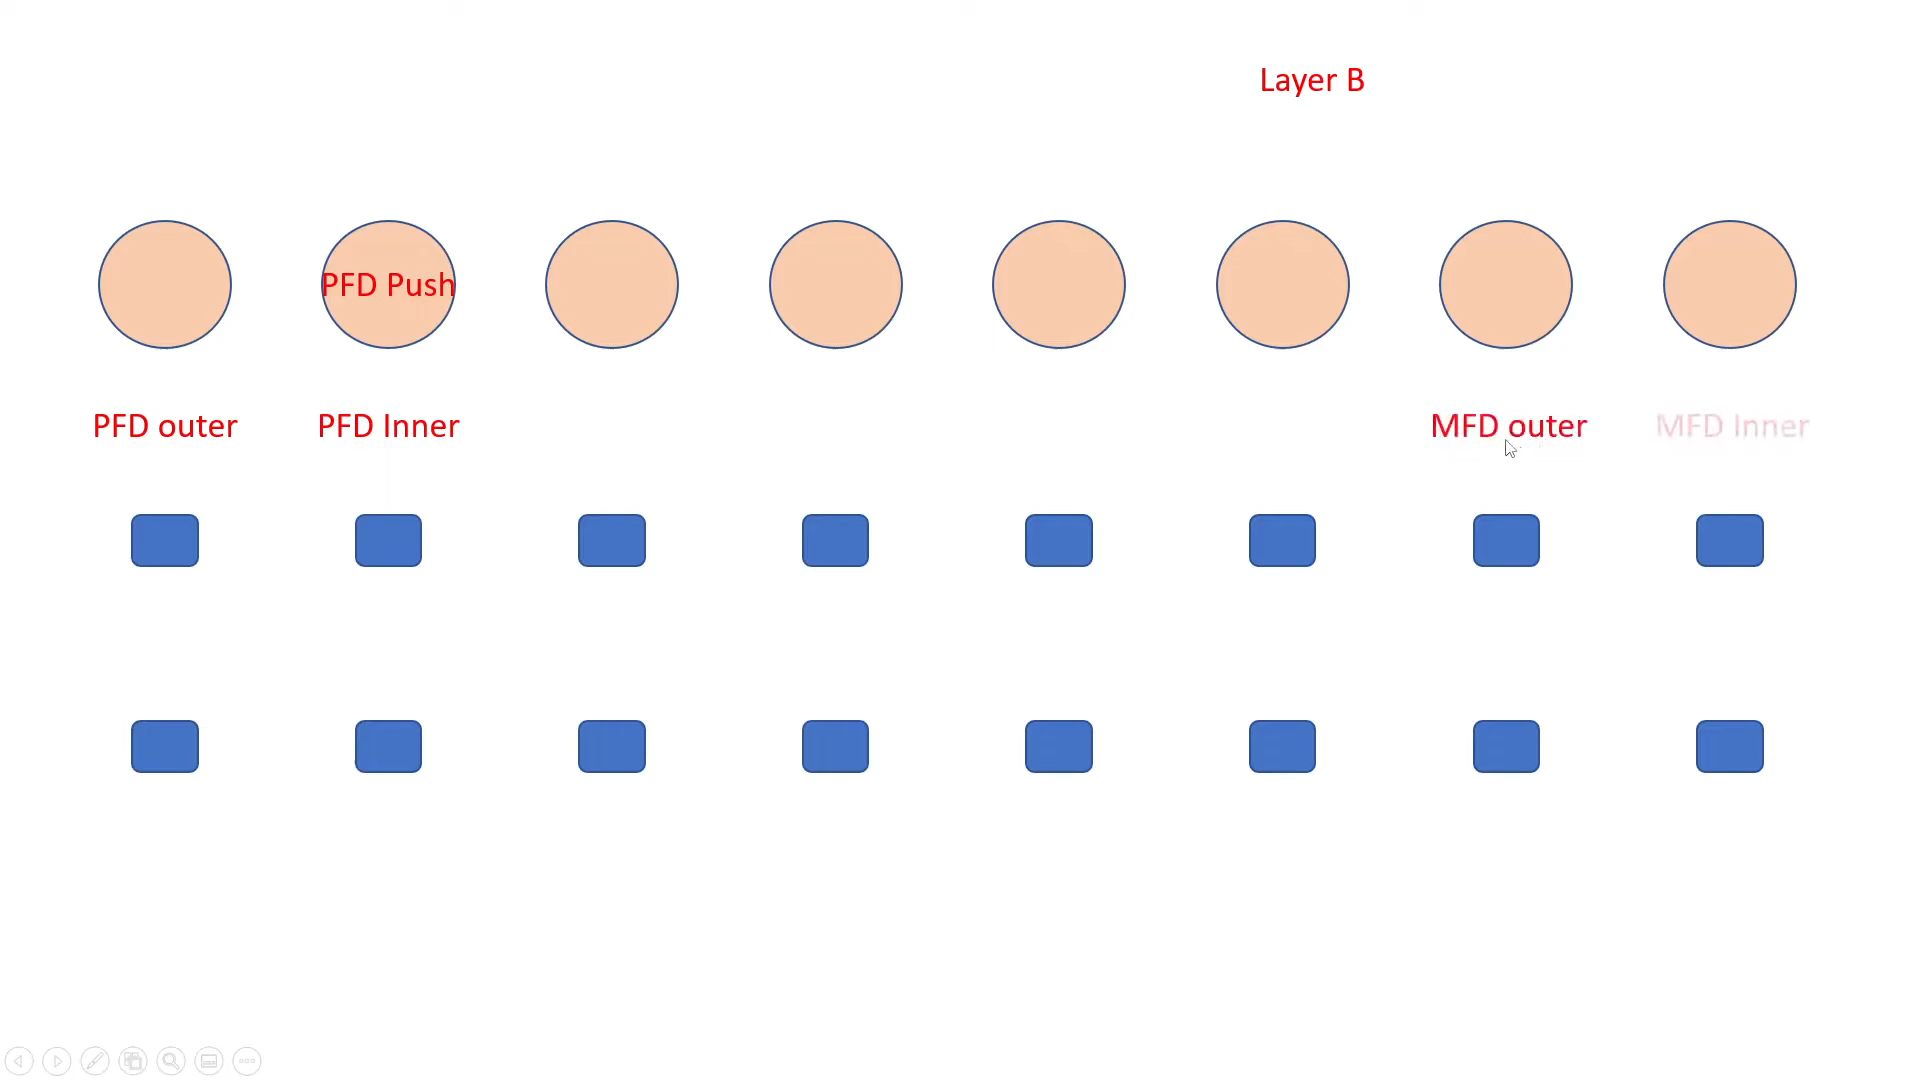 Layer B
PFD Push
PFD outer
PFD Inner
MFD outer
MFD Inner